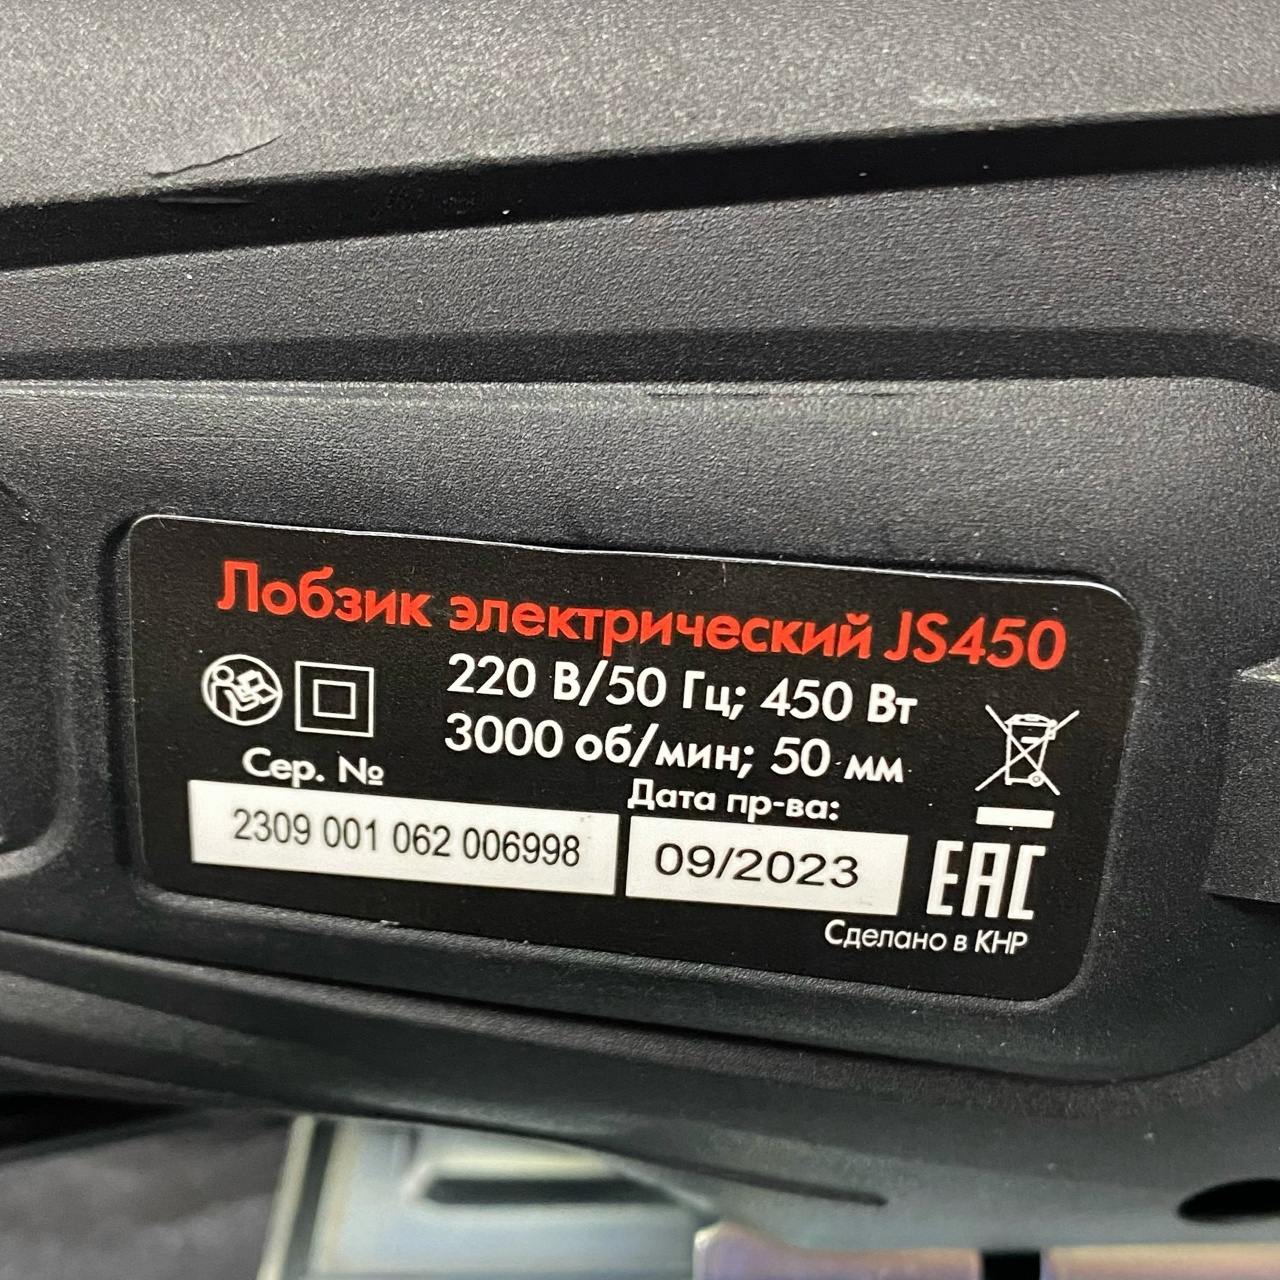 Лобзик электрический JS450
220 В/50 Гц; 450 Вт
3000 об/мин; 50 мм
Сер. №
Дата пр-ва:
2309 001 062 006998
09/2023
EAC
Сделано в КНР